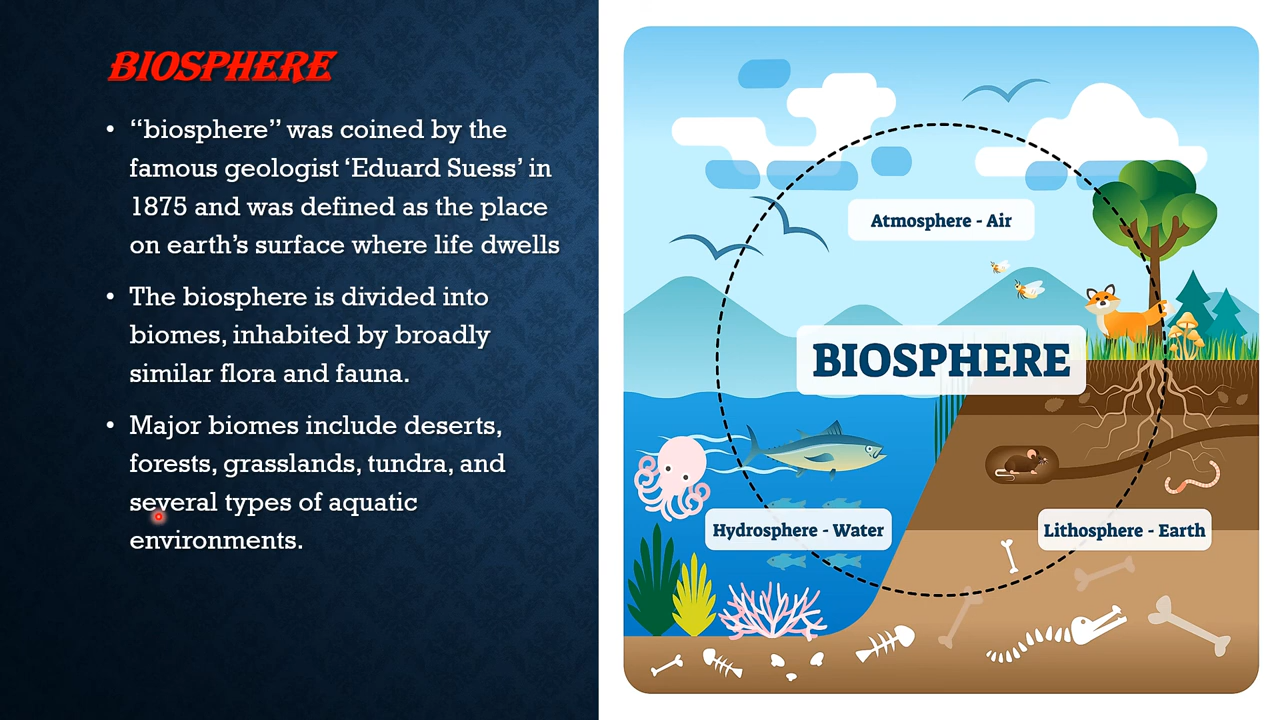 BIOSPHERE
• “biosphere” was coined by the
famous geologist ‘Eduard Suess’ in
1875 and was defined as the place
on earth’s surface where life dwells
• The biosphere is divided into
biomes, inhabited by broadly
similar flora and fauna.
• Major biomes include deserts,
forests, grasslands, tundra, and
several types of aquatic
environments.
Atmosphere - Air
BIOSPHERE
Hydrosphere - Water
Lithosphere - Earth